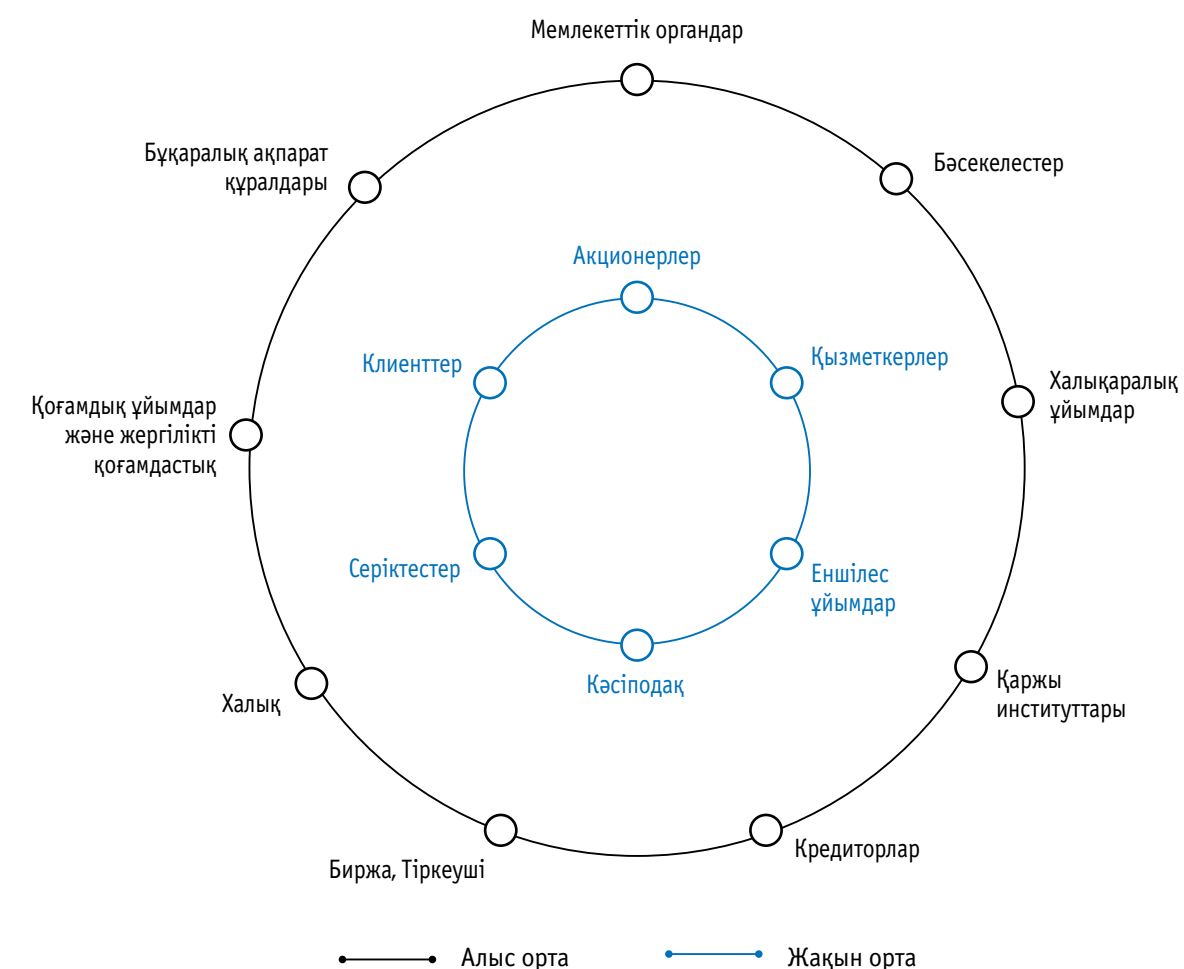 Мемлекеттік органдар
Бұқаралық ақпарат
құралдары
Бәсекелестер
Акционерлер
Клиенттер
Қызметкерлер
Халықаралық
ұйымдар
Қоғамдық ұйымдар
және жергілікті
қоғамдастық
Серіктестер
Еншілес
ұйымдар
Кәсіподақ
Халық
Қаржы
институттары
Кредиторлар
Биржа, Тіркеуші
Алыс орта
Жақын орта